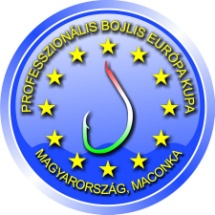 PROFESSZIONÁLIS BOJLIS EURÓPA KUPA
MAGYARORSZÁG, MACONKA